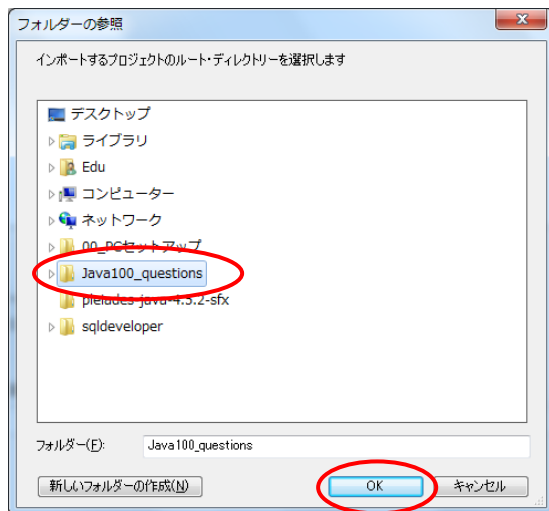 フォルダーの参照
インポートするプロジェクトのルート・ディレクトリーを選択します
デスクトップ
ライブラリ
Edu
コンピューター
ネットワーク
00_PCセットアップ
Java100_questions
pleiades-java-4.5.2-sfx
sqldeveloper
フォルダー(F): Java100_questions
新しいフォルダーの作成(N) OK キャンセル